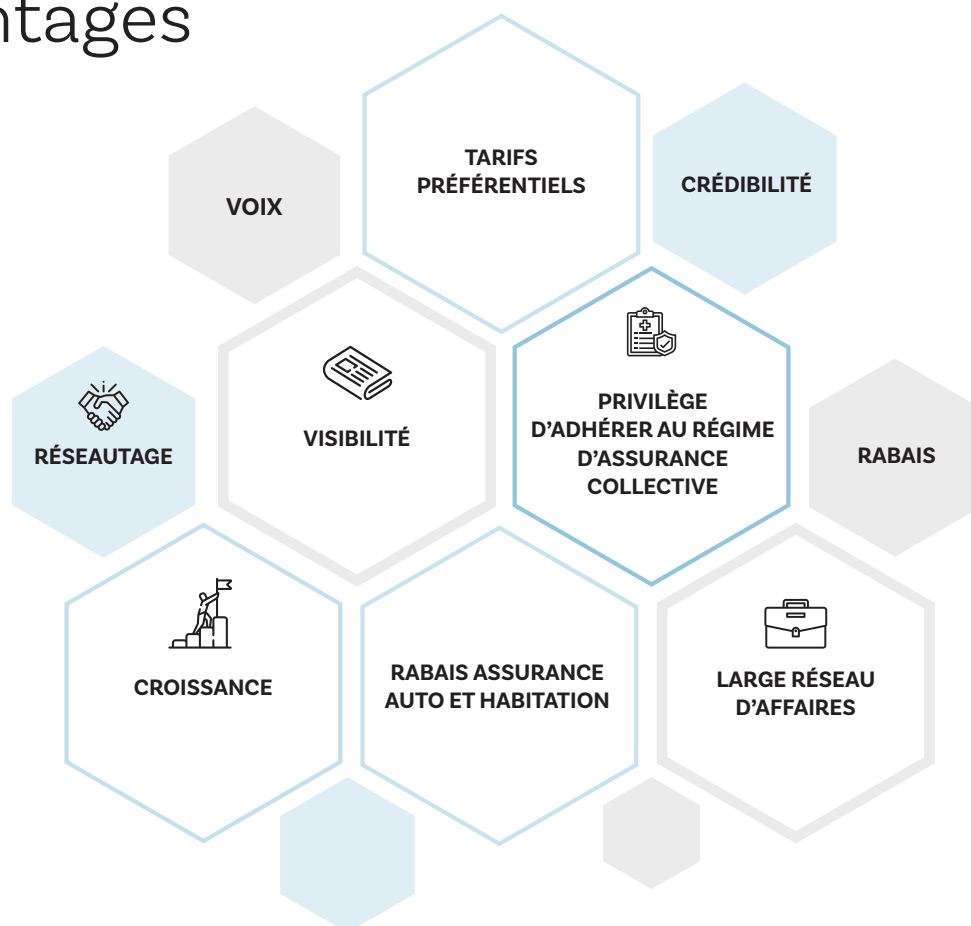 ntages
TARIFS
PRÉFÉRENTIELS
CRÉDIBILITÉ
VOIX
PRIVILÈGE
D'ADHÉRER AU RÉGIME
D'ASSURANCE
COLLECTIVE
VISIBILITÉ
RÉSEAUTAGE
RABAIS
CROISSANCE
RABAIS ASSURANCE
AUTO ET HABITATION
LARGE RÉSEAU
D'AFFAIRES